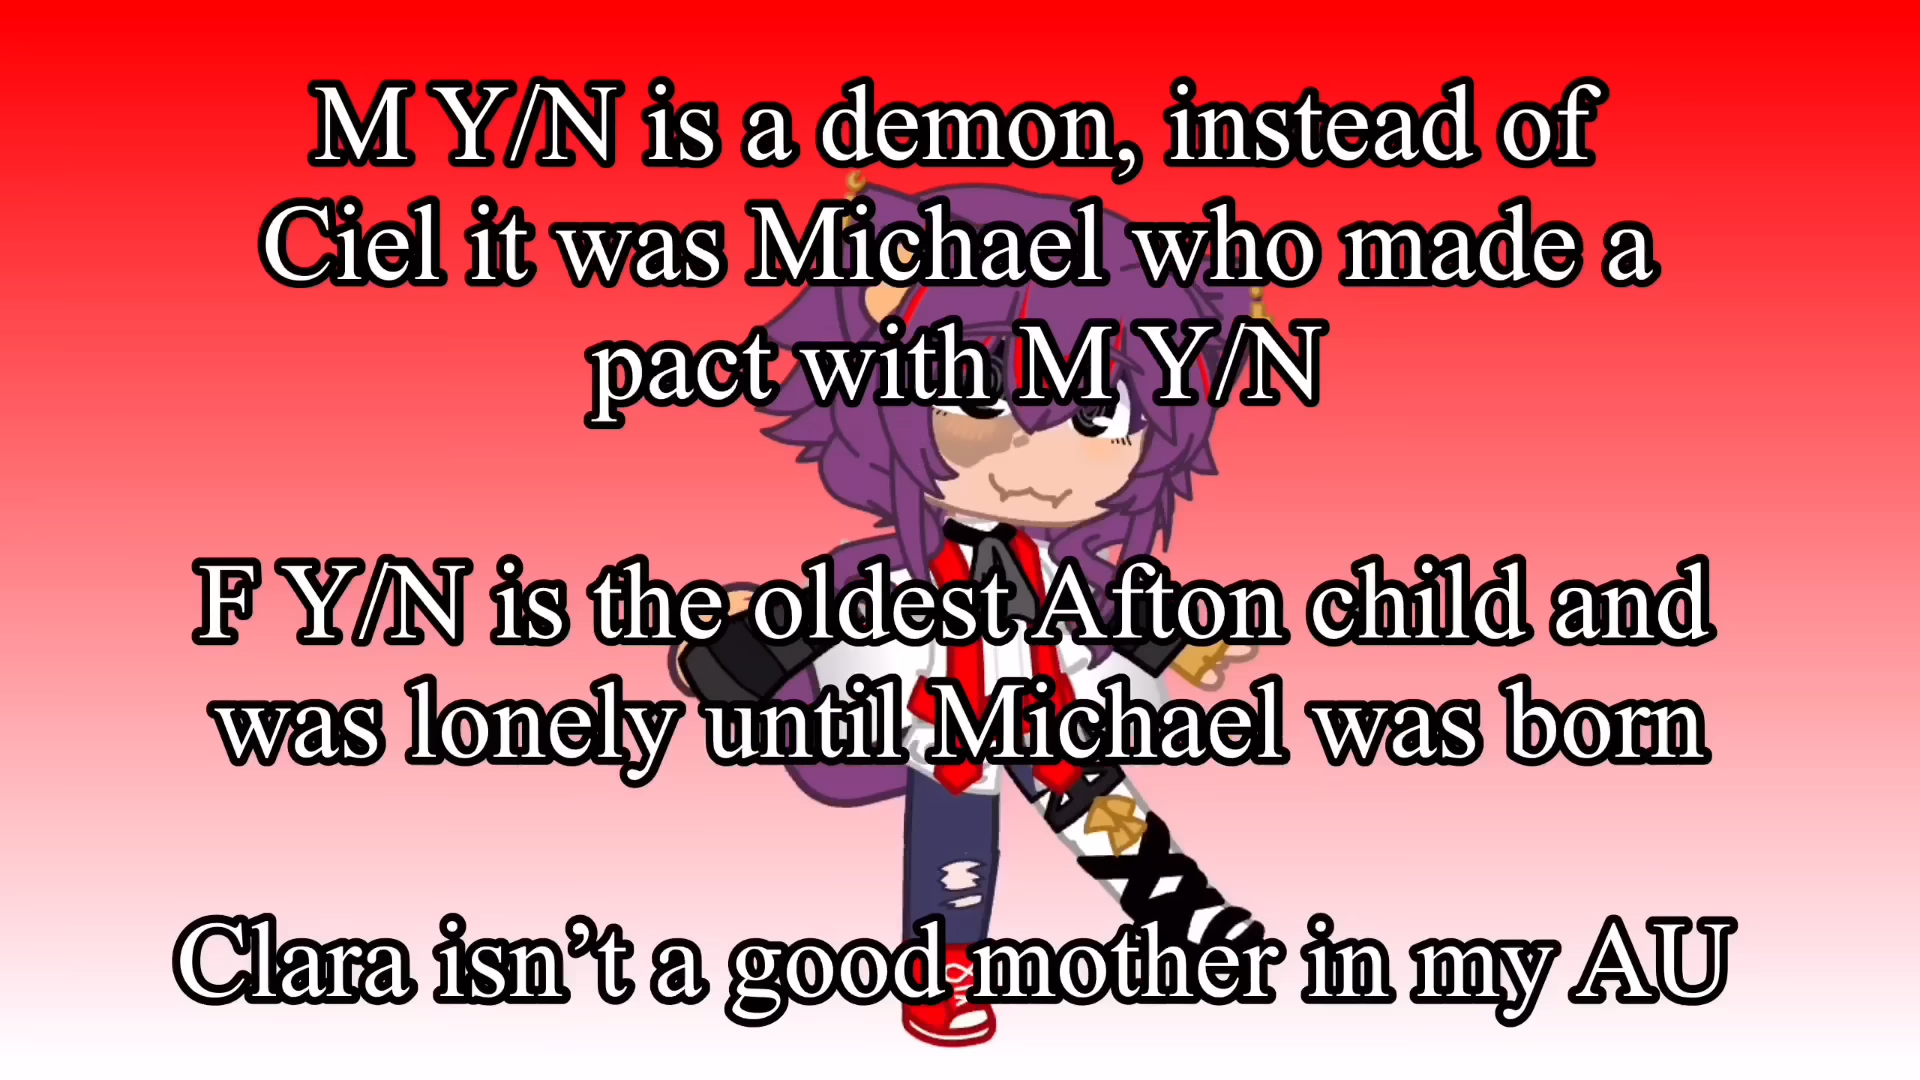 M Y/N is a demon, instead of
Ciel it was Michael who made a
pact with M Y/N
F Y/N is the oldest Afton child and
was lonely until Michael was born
Clara isn’t a good mother in my AU